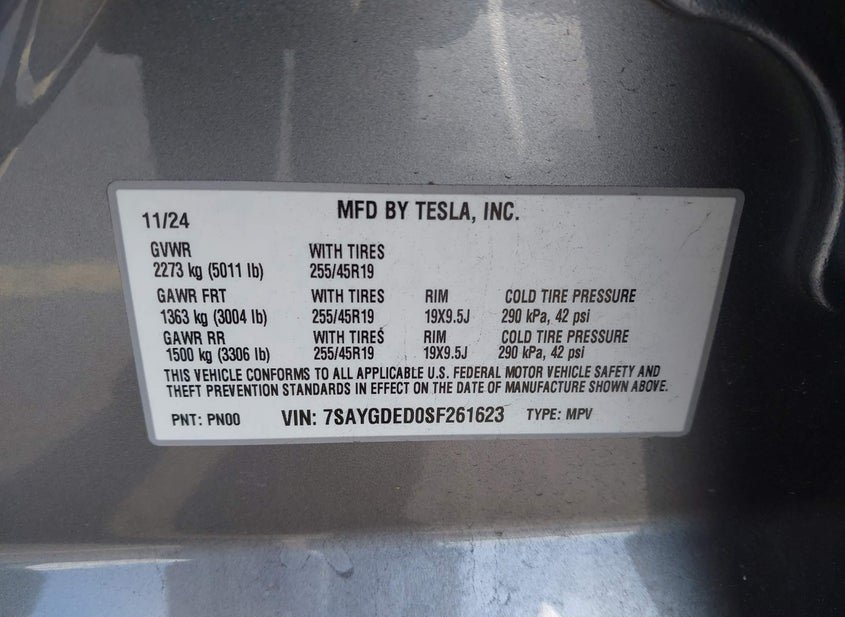 11/24 MFD BY TESLA, INC.
GVWR WITH TIRES
2273 kg (5011 lb) 255/45R19
GAWR FRT WITH TIRES RIM COLD TIRE PRESSURE
1363 kg (3004 lb) 255/45R19 19X9.5J 290 kPa, 42 psi
GAWR RR WITH TIRES RIM COLD TIRE PRESSURE
1500 kg (3306 lb) 255/45R19 19X9.5J 290 kPa, 42 psi
THIS VEHICLE CONFORMS TO ALL APPLICABLE U.S. FEDERAL MOTOR VEHICLE SAFETY AND
THEFT PREVENTION STANDARDS IN EFFECT ON THE DATE OF MANUFACTURE SHOWN ABOVE.
PNT: PN00 VIN: 7SAYGDED0SF261623 TYPE: MPV